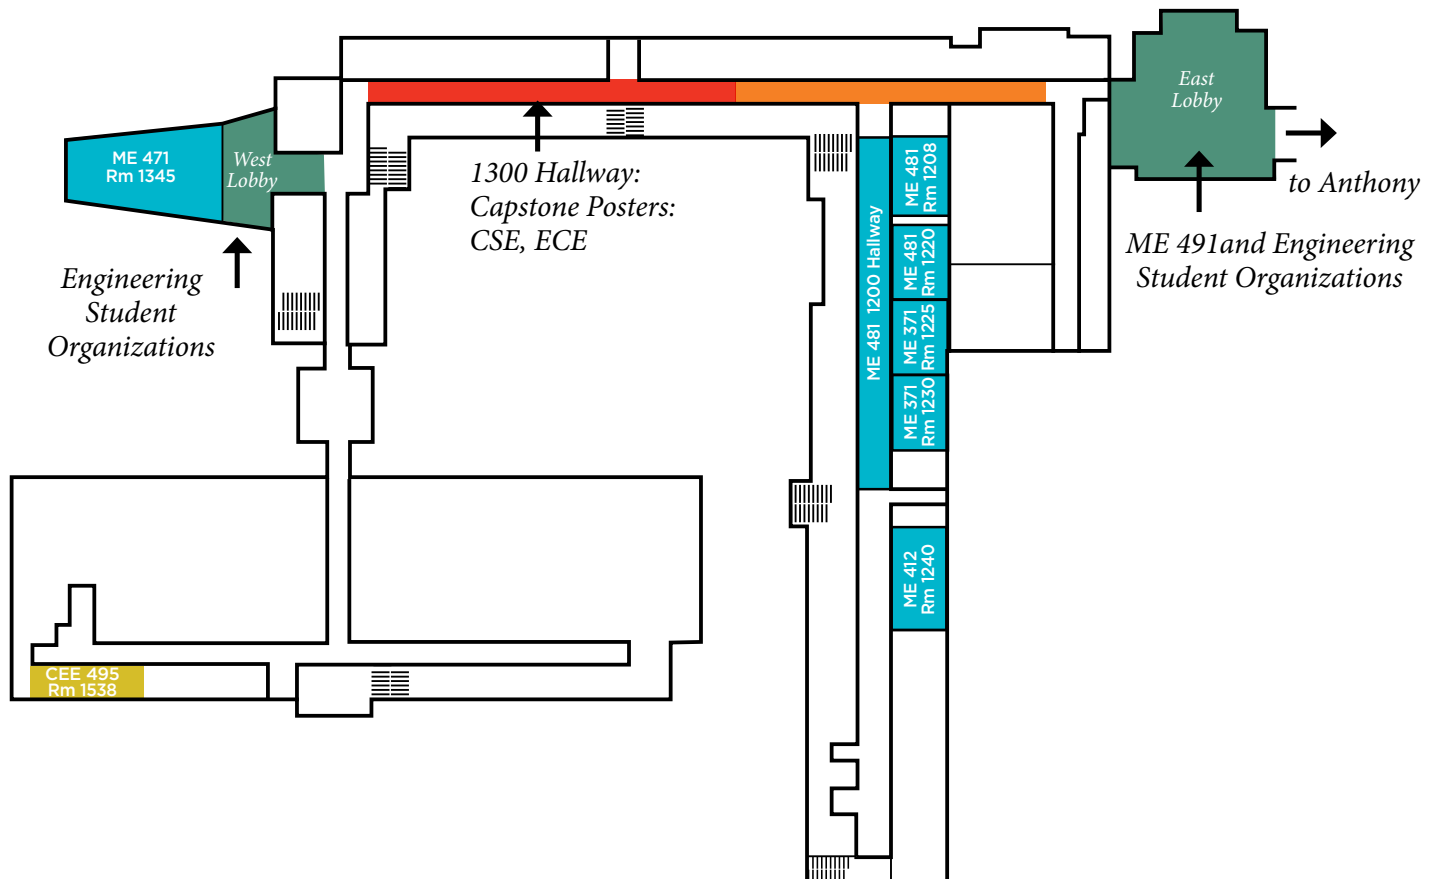 ME 471
Rm 1345
West
Lobby
Engineering
Student
Organizations
1300 Hallway:
Capstone Posters:
CSE, ECE
ME 481 1200 Hallway
ME 481
Rm 1208
ME 481
Rm 1220
ME 371
Rm 1225
ME 371
Rm 1230
ME 412
Rm 1240
East
Lobby
to Anthony
ME 491and Engineering
Student Organizations
CEE 495
Rm 1538